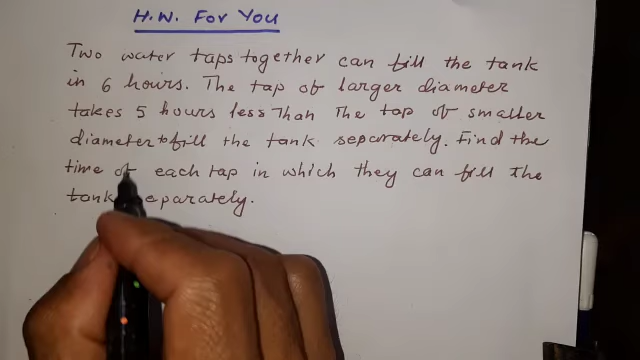 H.W. For You
Two water taps together can fill the tank
in 6 hours. The tap of larger diameter
takes 5 hours less than the tap of smaller
diameter to fill the tank separately. Find the
time of each tap in which they can fill the
tank separately.